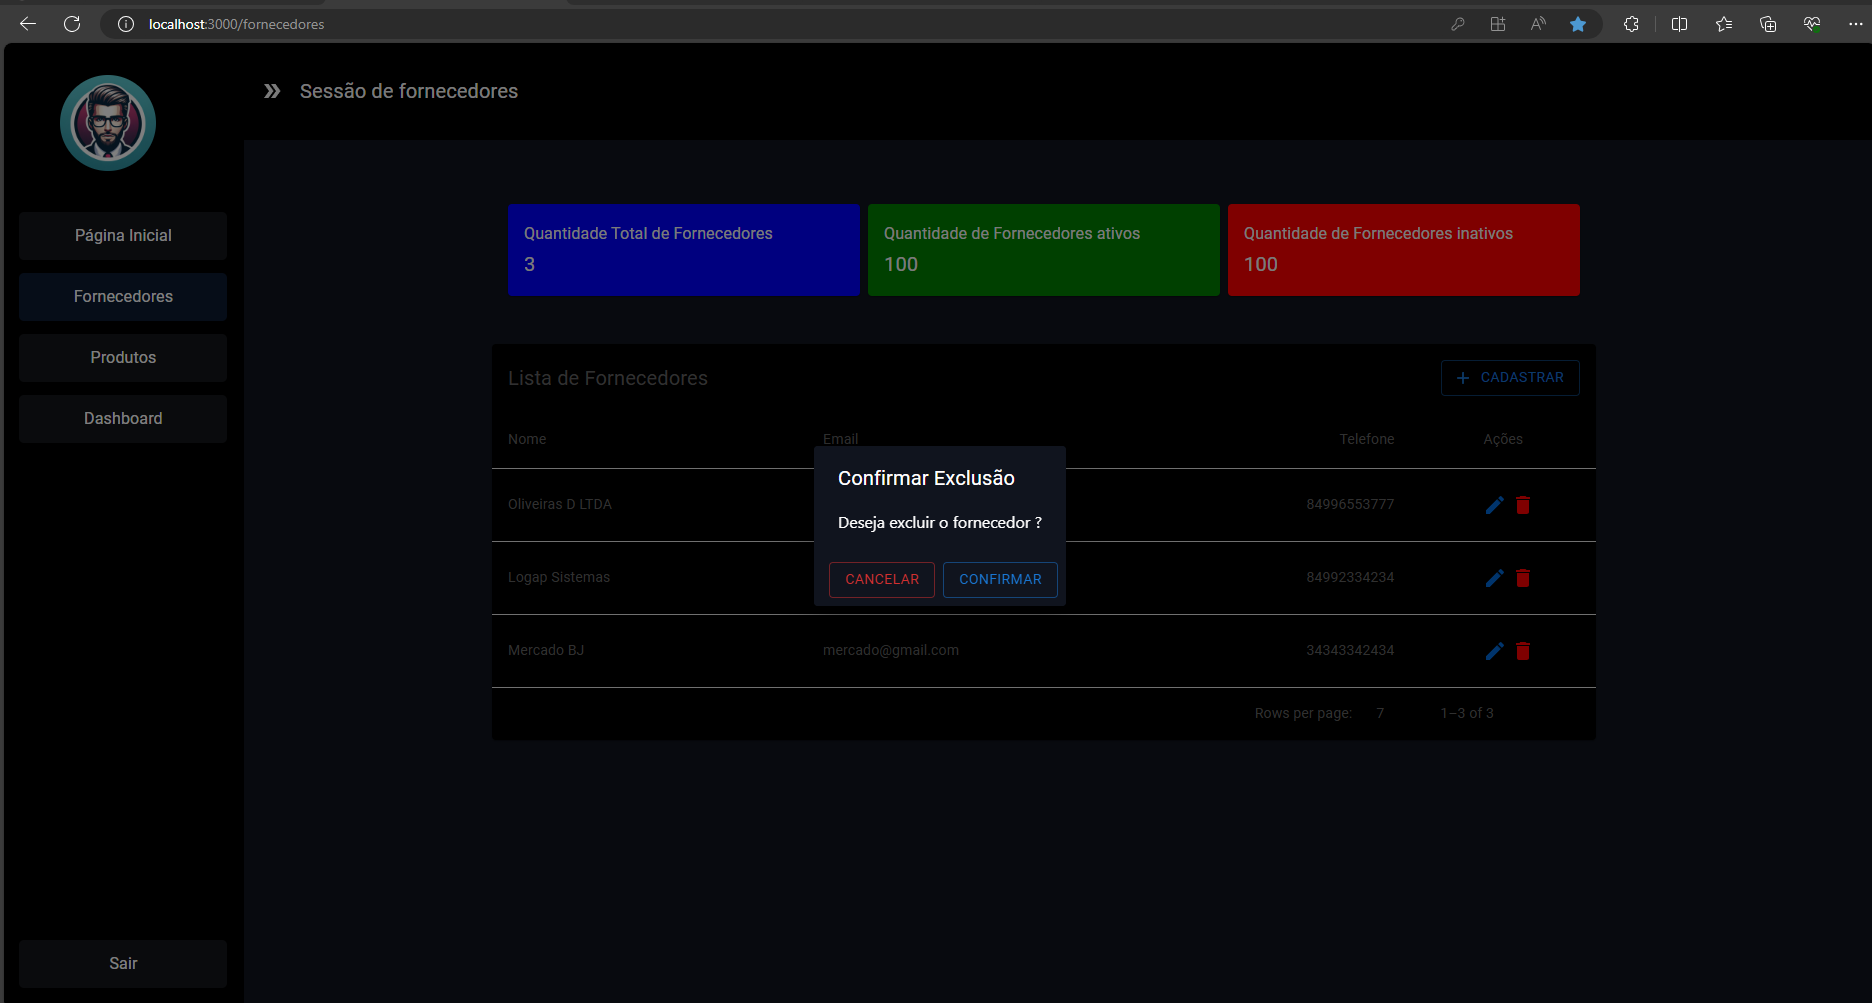 localhost:3000/fornecedores
Sessão de fornecedores
Página Inicial
Fornecedores
Produtos
Dashboard
Sair
Quantidade Total de Fornecedores
3
Quantidade de Fornecedores ativos
100
Quantidade de Fornecedores inativos
100
Lista de Fornecedores
+ CADASTRAR
Nome Email Telefone Ações
Oliveiras D LTDA 84996553777
Logap Sistemas 84992334234
Mercado BJ mercado@gmail.com 34343342434
Rows per page: 7 1–3 of 3
Confirmar Exclusão
Deseja excluir o fornecedor ?
CANCELAR CONFIRMAR